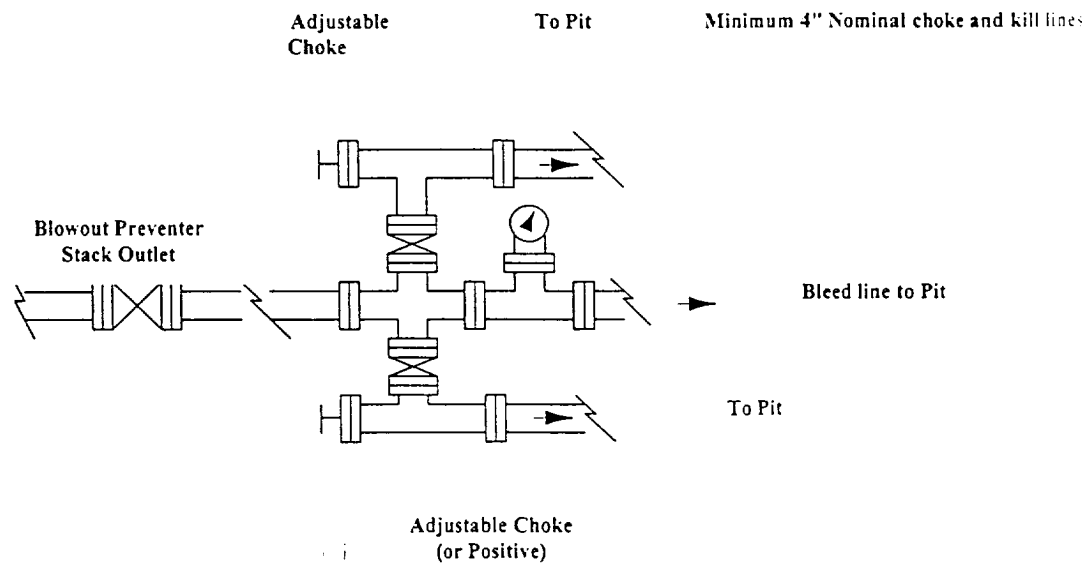 Adjustable
Choke
To Pit
Minimum 4" Nominal choke and kill lines
Blowout Preventer
Stack Outlet
Bleed line to Pit
To Pit
Adjustable Choke
(or Positive)